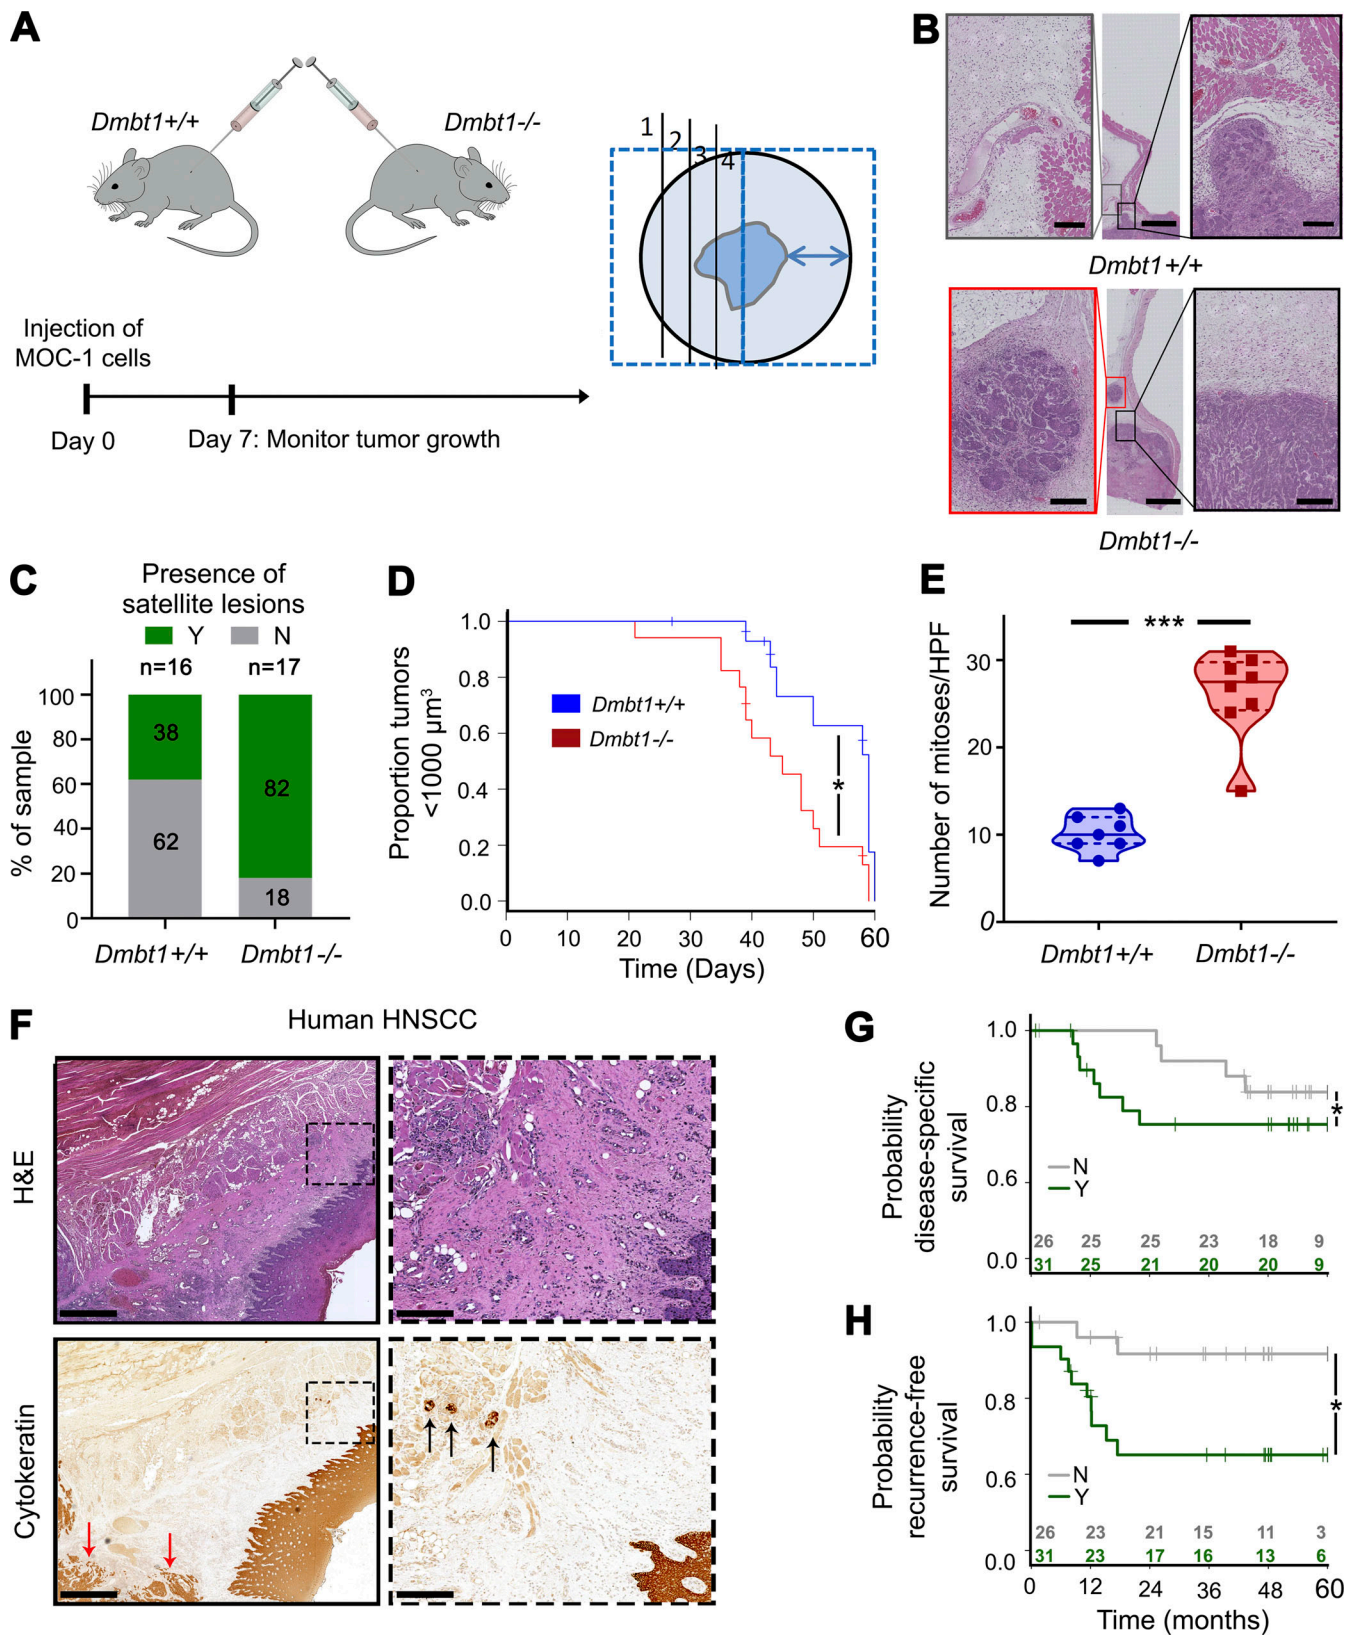 A
Dmbt1+/+
Dmbt1-/-
1
2
3
4
Injection of
MOC-1 cells
Day 0
Day 7: Monitor tumor growth
B
Dmbt1+/+
Dmbt1-/-
C
Presence of
satellite lesions
Y N
n=16 n=17
% of sample
100
80
60
40
20
0
38
62
82
18
Dmbt1+/+ Dmbt1-/-
D
Proportion tumors
<1000 µm³
1.0
0.8
0.6
0.4
0.2
0.0
Dmbt1+/+
Dmbt1-/-
*
0 10 20 30 40 50 60
Time (Days)
E
Number of mitoses/HPF
30
20
10
0
***
Dmbt1+/+ Dmbt1-/-
F
Human HNSCC
H&E
Cytokeratin
G
Probability
disease-specific
survival
1.0
0.8
0.6
0.0
N
Y
*
26 25 25 23 18 9
31 25 21 20 20 9
H
Probability
recurrence-free
survival
1.0
0.8
0.6
0.0
N
Y
*
26 23 21 15 11 3
31 23 17 16 13 6
0 12 24 36 48 60
Time (months)